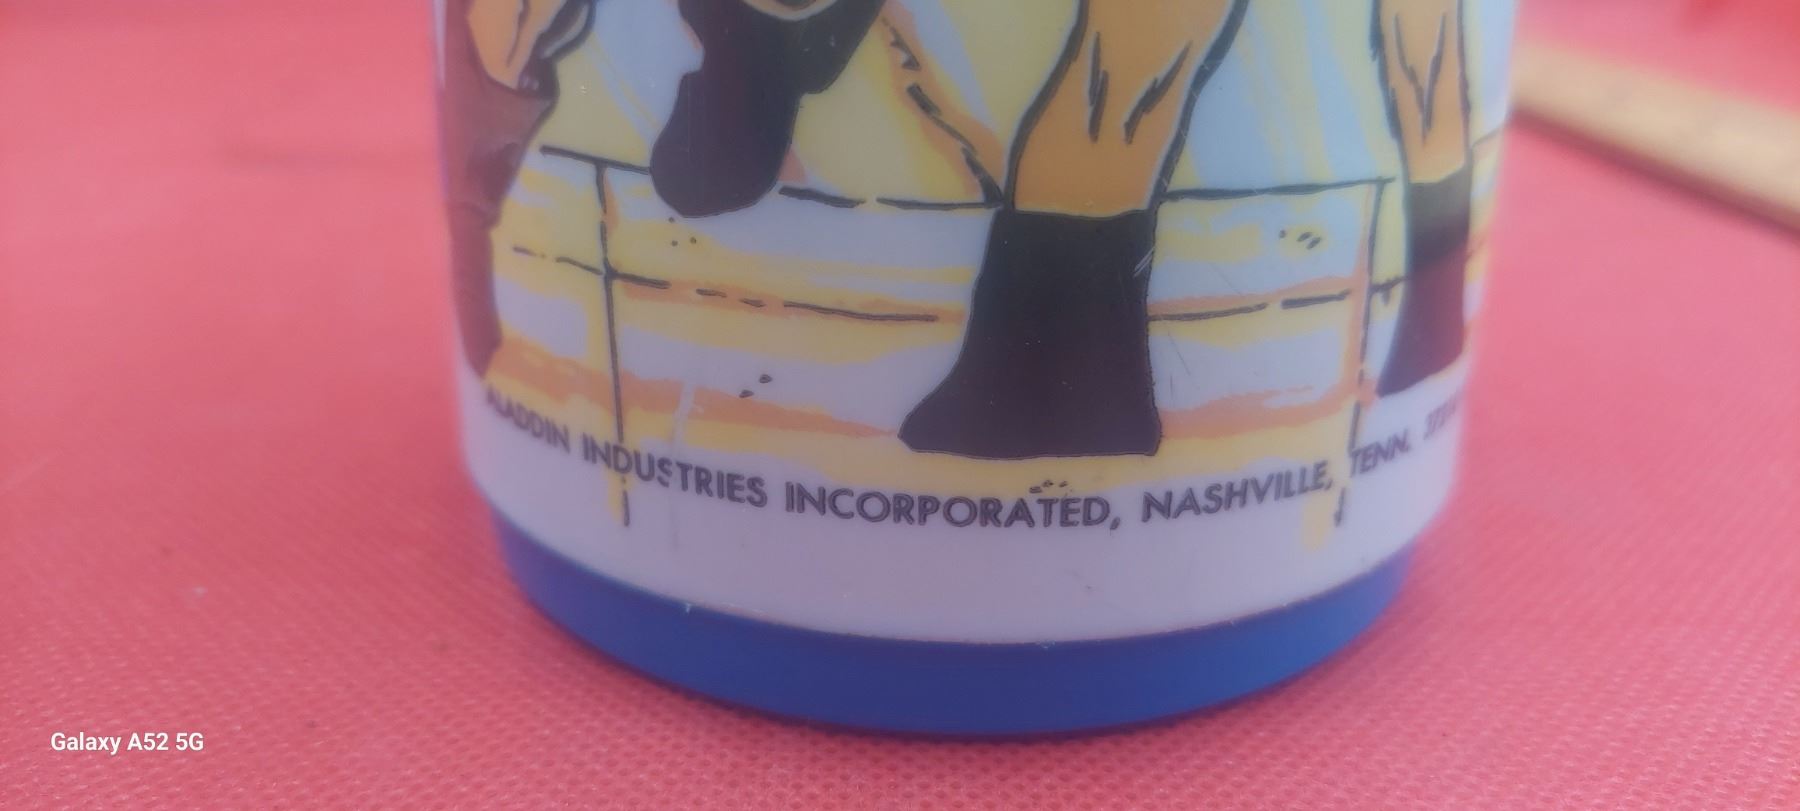 ALADDIN INDUSTRIES INCORPORATED, NASHVILLE, TENN.
Galaxy A52 5G